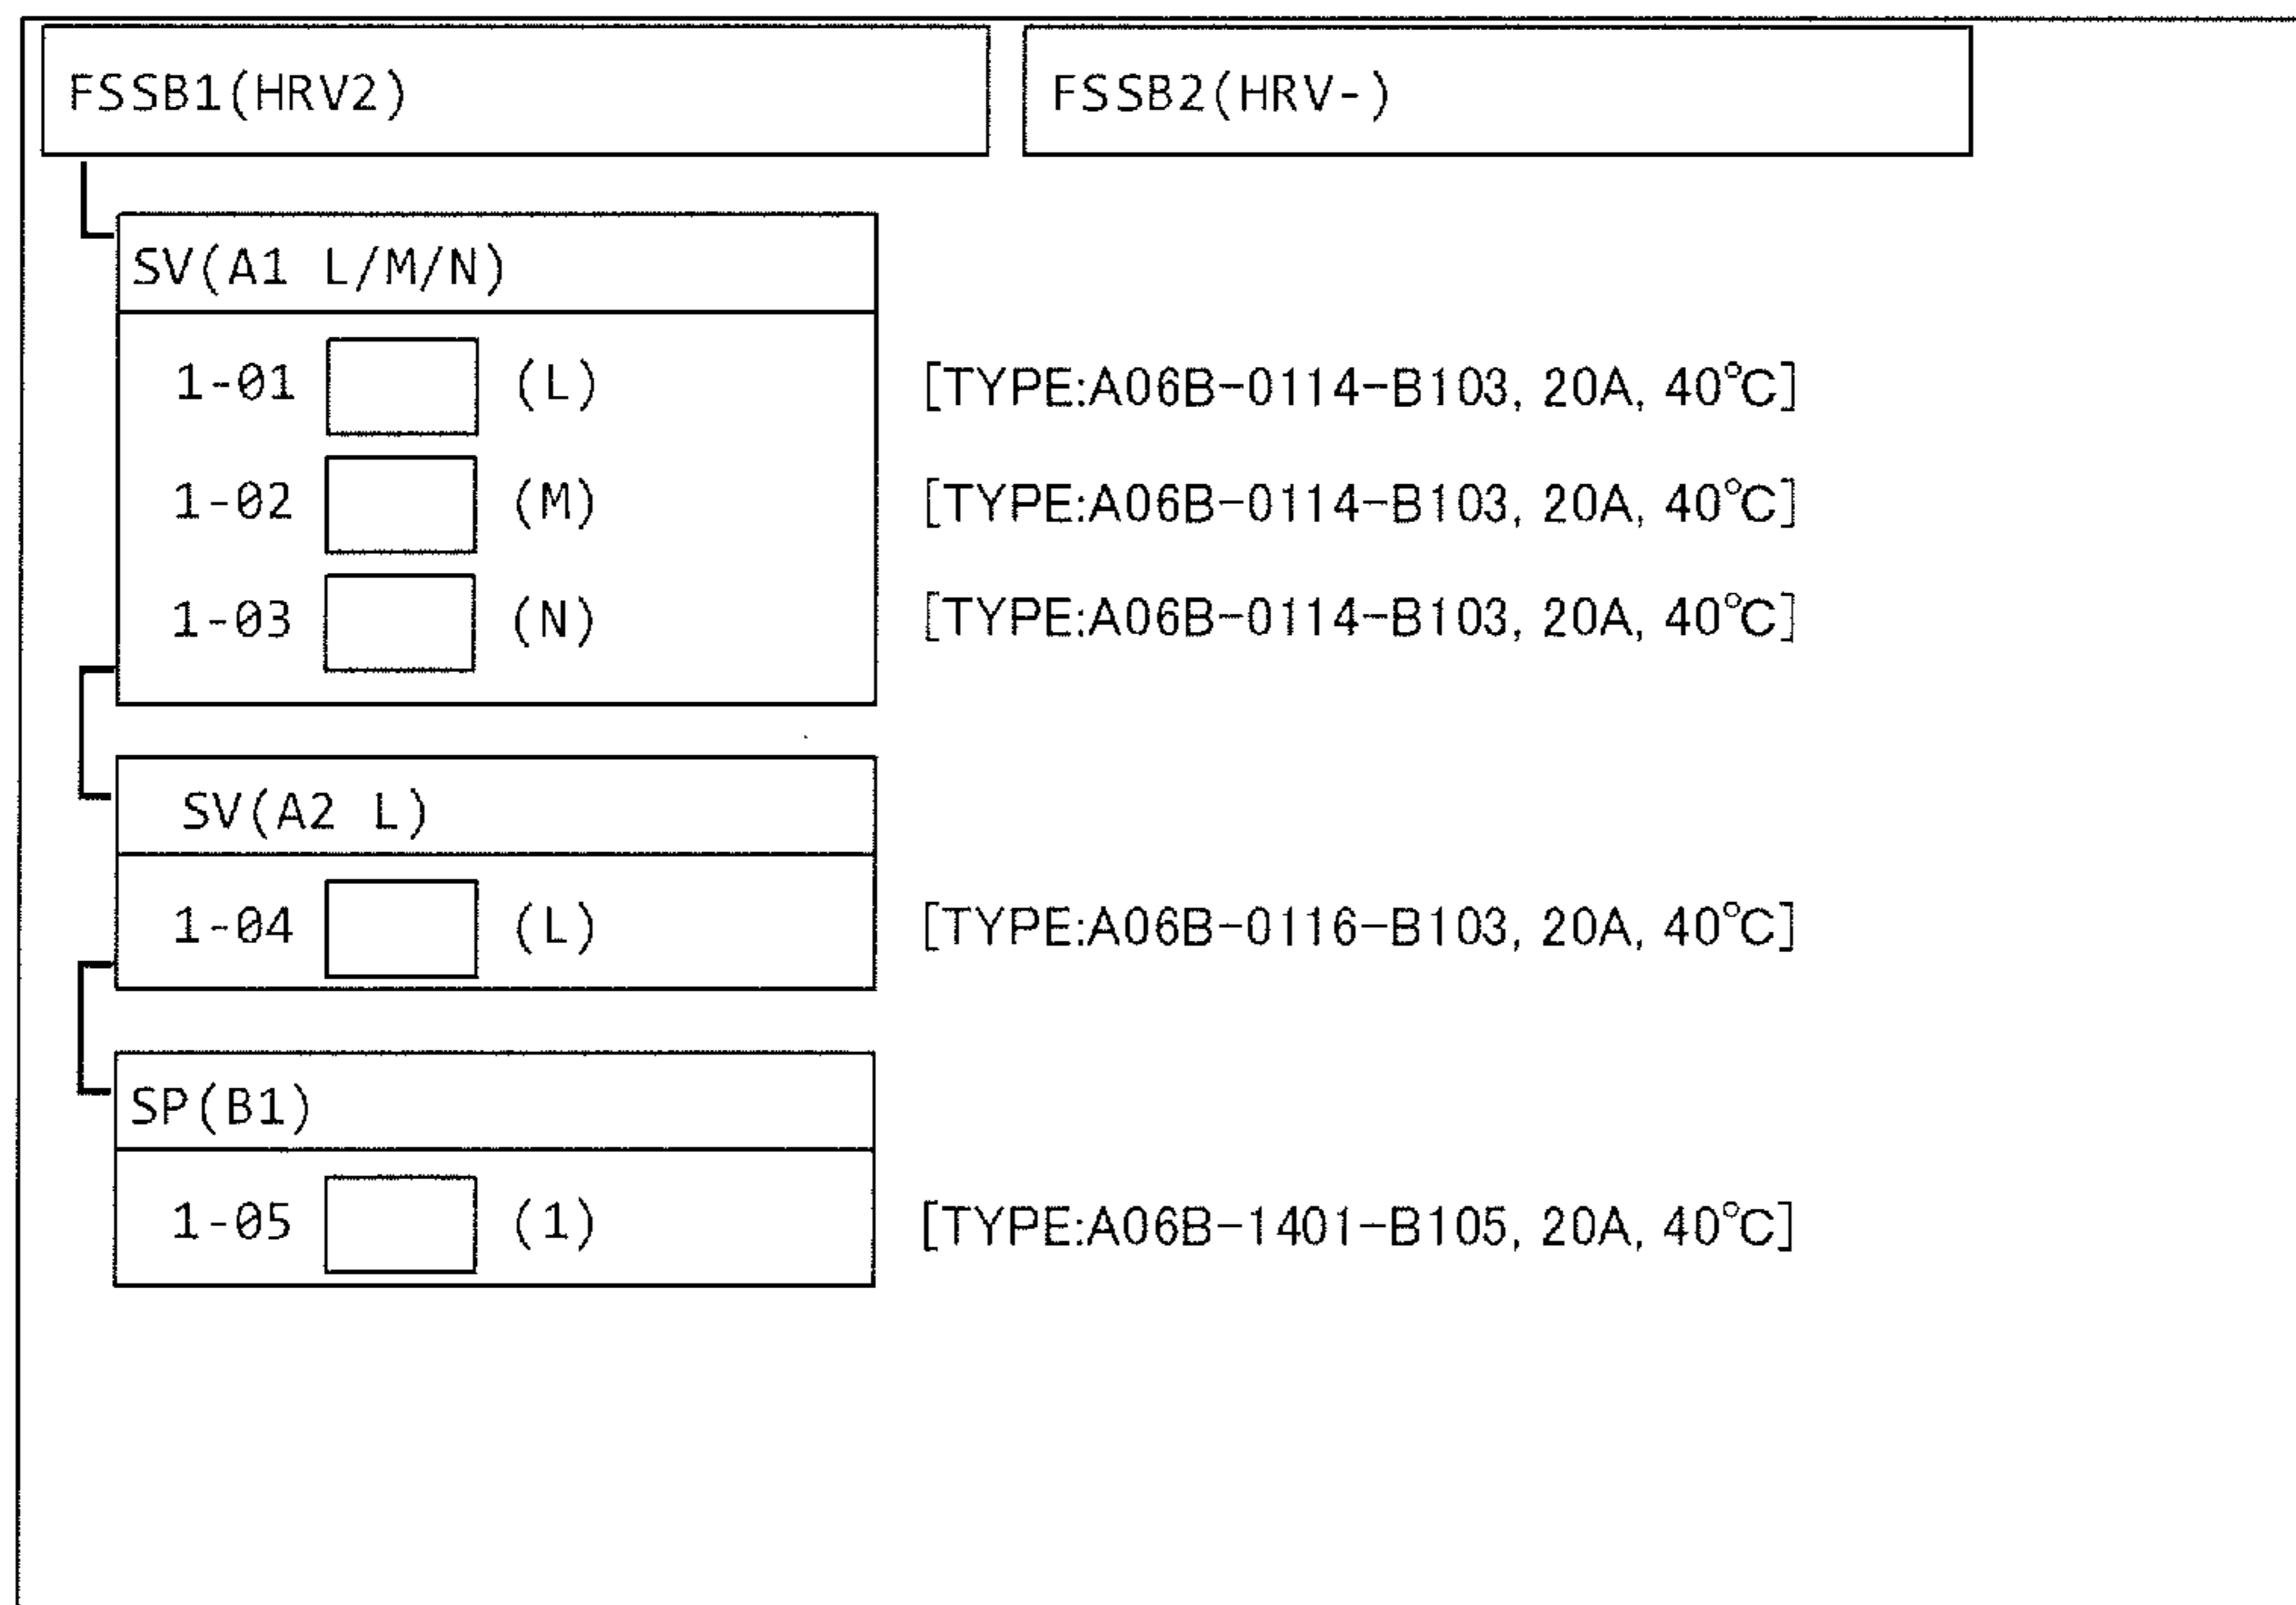 FSSB1(HRV2) FSSB2(HRV-)
SV(A1 L/M/N)
1-01 (L) [TYPE:A06B-0114-B103, 20A, 40℃]
1-02 (M) [TYPE:A06B-0114-B103, 20A, 40℃]
1-03 (N) [TYPE:A06B-0114-B103, 20A, 40℃]
SV(A2 L)
1-04 (L) [TYPE:A06B-0116-B103, 20A, 40℃]
SP(B1)
1-05 (1) [TYPE:A06B-1401-B105, 20A, 40℃]